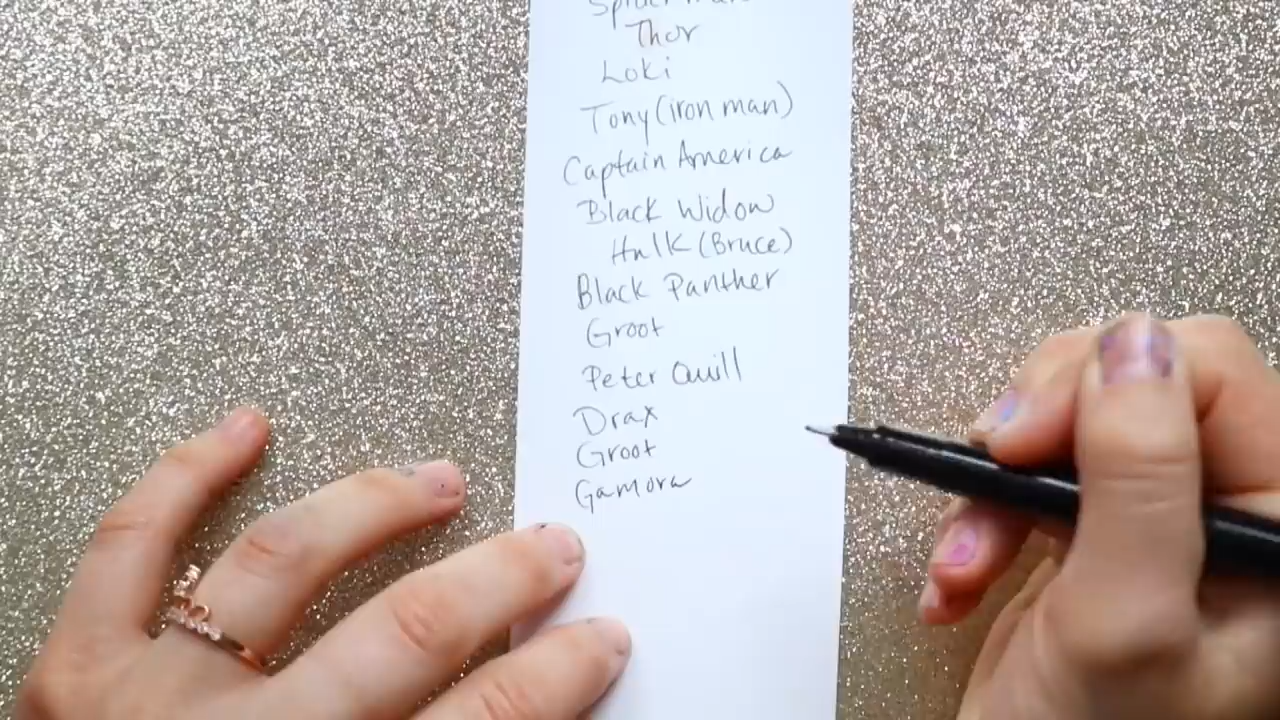 Spiderman
Thor
Loki
Tony (iron man)
Captain America
Black Widow
Hulk (Bruce)
Black Panther
Groot
Peter Quill
Drax
Groot
Gamora